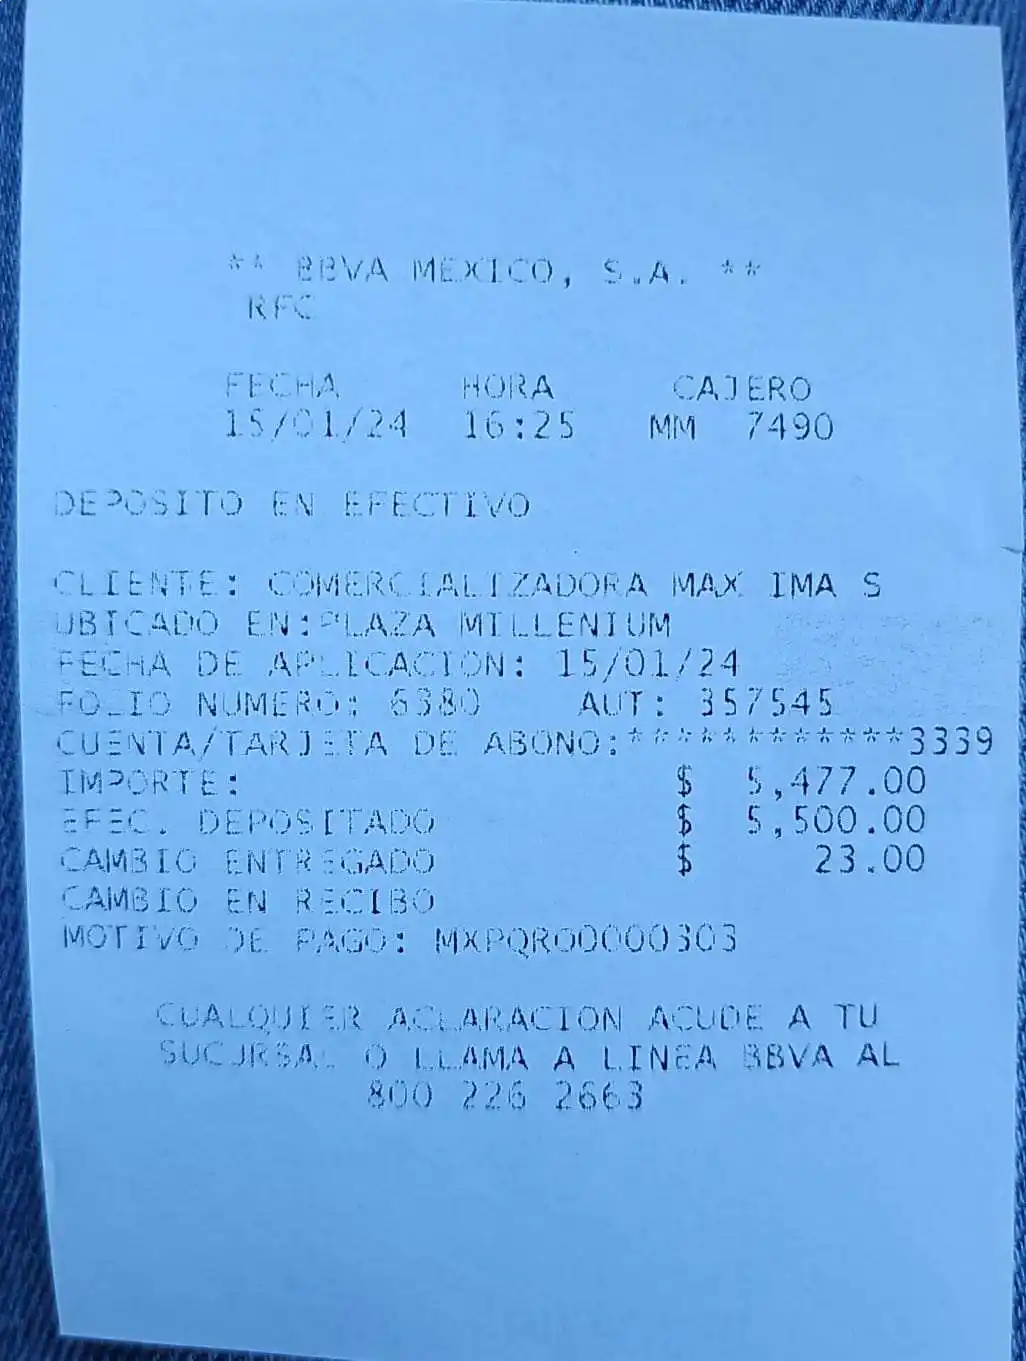 ** BBVA MEXICO, S.A. **
RFC
FECHA HORA CAJERO
15/01/24 16:25 MM 7490
DEPOSITO EN EFECTIVO
CLIENTE: COMERCIALIZADORA MAX IMA S
UBICADO EN:PLAZA MILLENIUM
FECHA DE APLICACION: 15/01/24
FOLIO NUMERO: 6380 AUT: 357545
CUENTA/TARJETA DE ABONO:************3339
IMPORTE: $ 5,477.00
EFEC. DEPOSITADO $ 5,500.00
CAMBIO ENTREGADO $ 23.00
CAMBIO EN RECIBO
MOTIVO DE PAGO: MXPQRO0000303
CUALQUIER ACLARACION ACUDE A TU
SUCURSAL O LLAMA A LINEA BBVA AL
800 226 2663